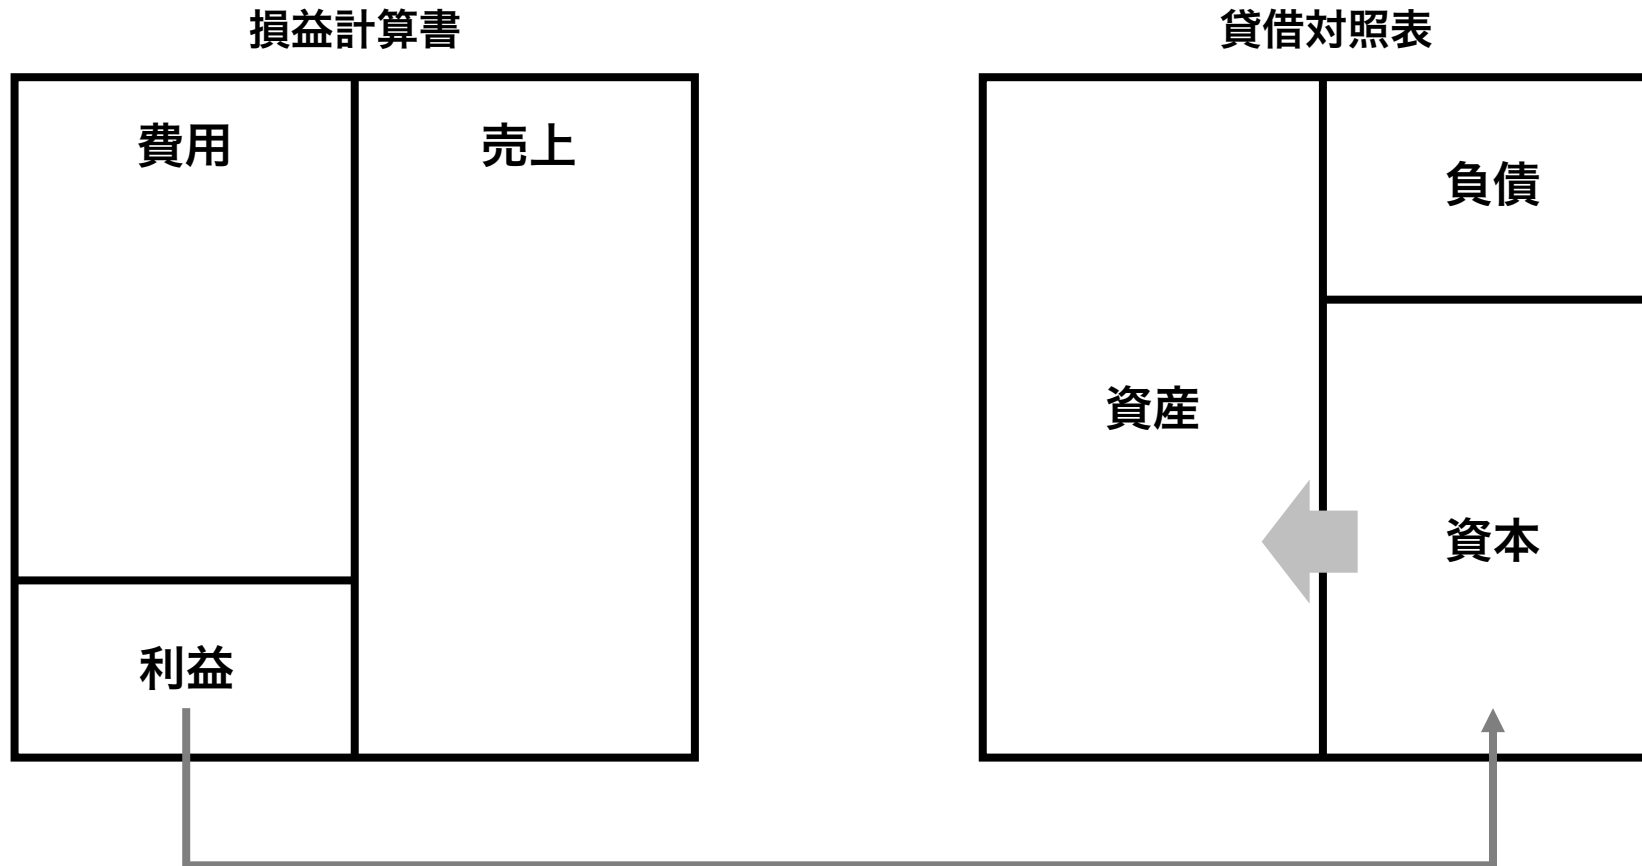 損益計算書
貸借対照表
費用
売上
利益
資産
負債
資本